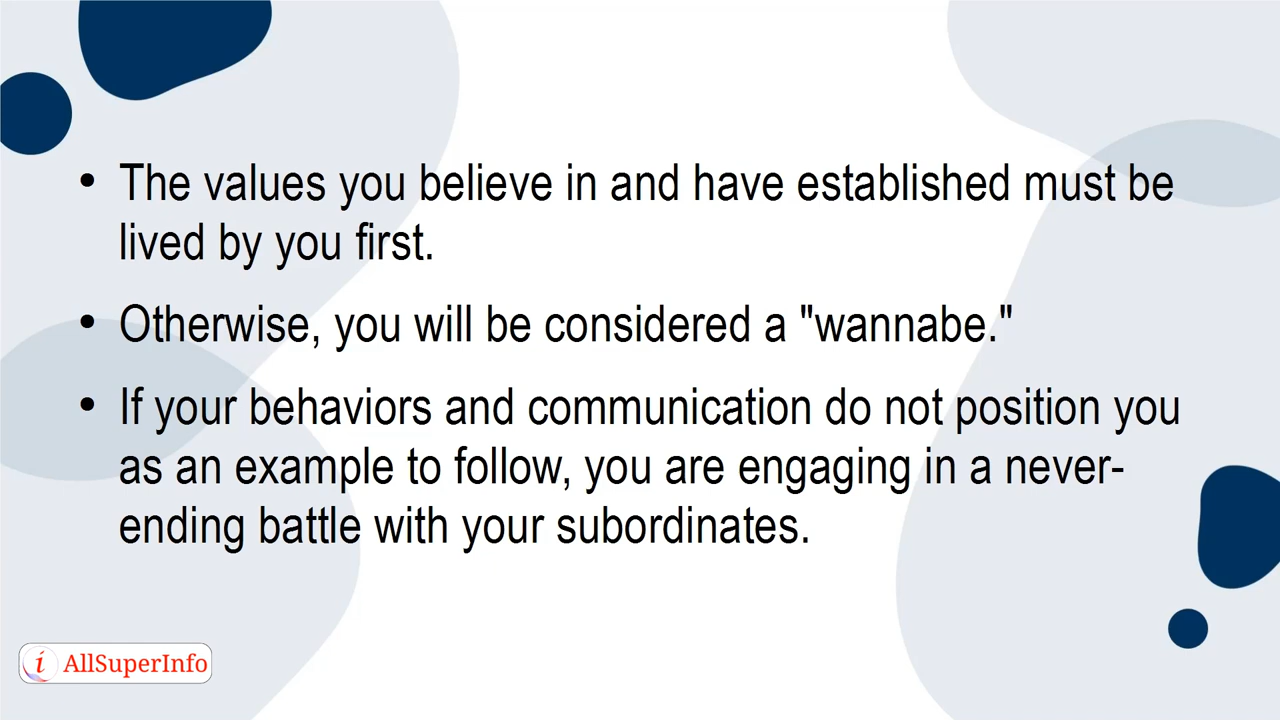 • The values you believe in and have established must be
lived by you first.
• Otherwise, you will be considered a "wannabe."
• If your behaviors and communication do not position you
as an example to follow, you are engaging in a never-
ending battle with your subordinates.
i AllSuperInfo